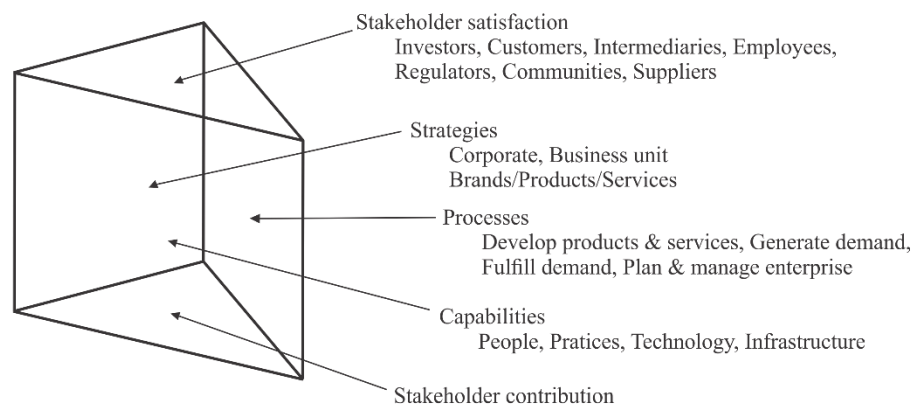 Stakeholder satisfaction
Investors, Customers, Intermediaries, Employees,
Regulators, Communities, Suppliers
Strategies
Corporate, Business unit
Brands/Products/Services
Processes
Develop products & services, Generate demand,
Fulfill demand, Plan & manage enterprise
Capabilities
People, Pratices, Technology, Infrastructure
Stakeholder contribution